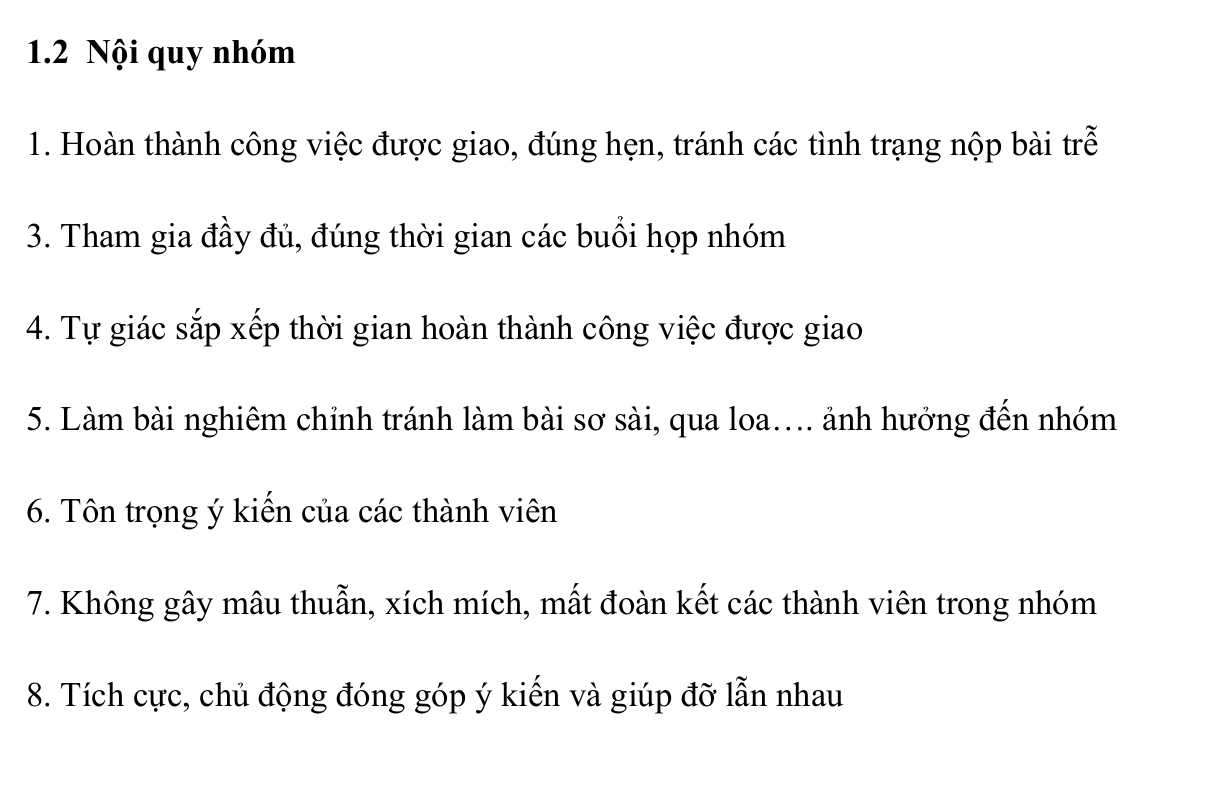 1.2 Nội quy nhóm
1. Hoàn thành công việc được giao, đúng hẹn, tránh các tình trạng nộp bài trễ
3. Tham gia đầy đủ, đúng thời gian các buổi họp nhóm
4. Tự giác sắp xếp thời gian hoàn thành công việc được giao
5. Làm bài nghiêm chỉnh tránh làm bài sơ sài, qua loa…. ảnh hưởng đến nhóm
6. Tôn trọng ý kiến của các thành viên
7. Không gây mâu thuẫn, xích mích, mất đoàn kết các thành viên trong nhóm
8. Tích cực, chủ động đóng góp ý kiến và giúp đỡ lẫn nhau